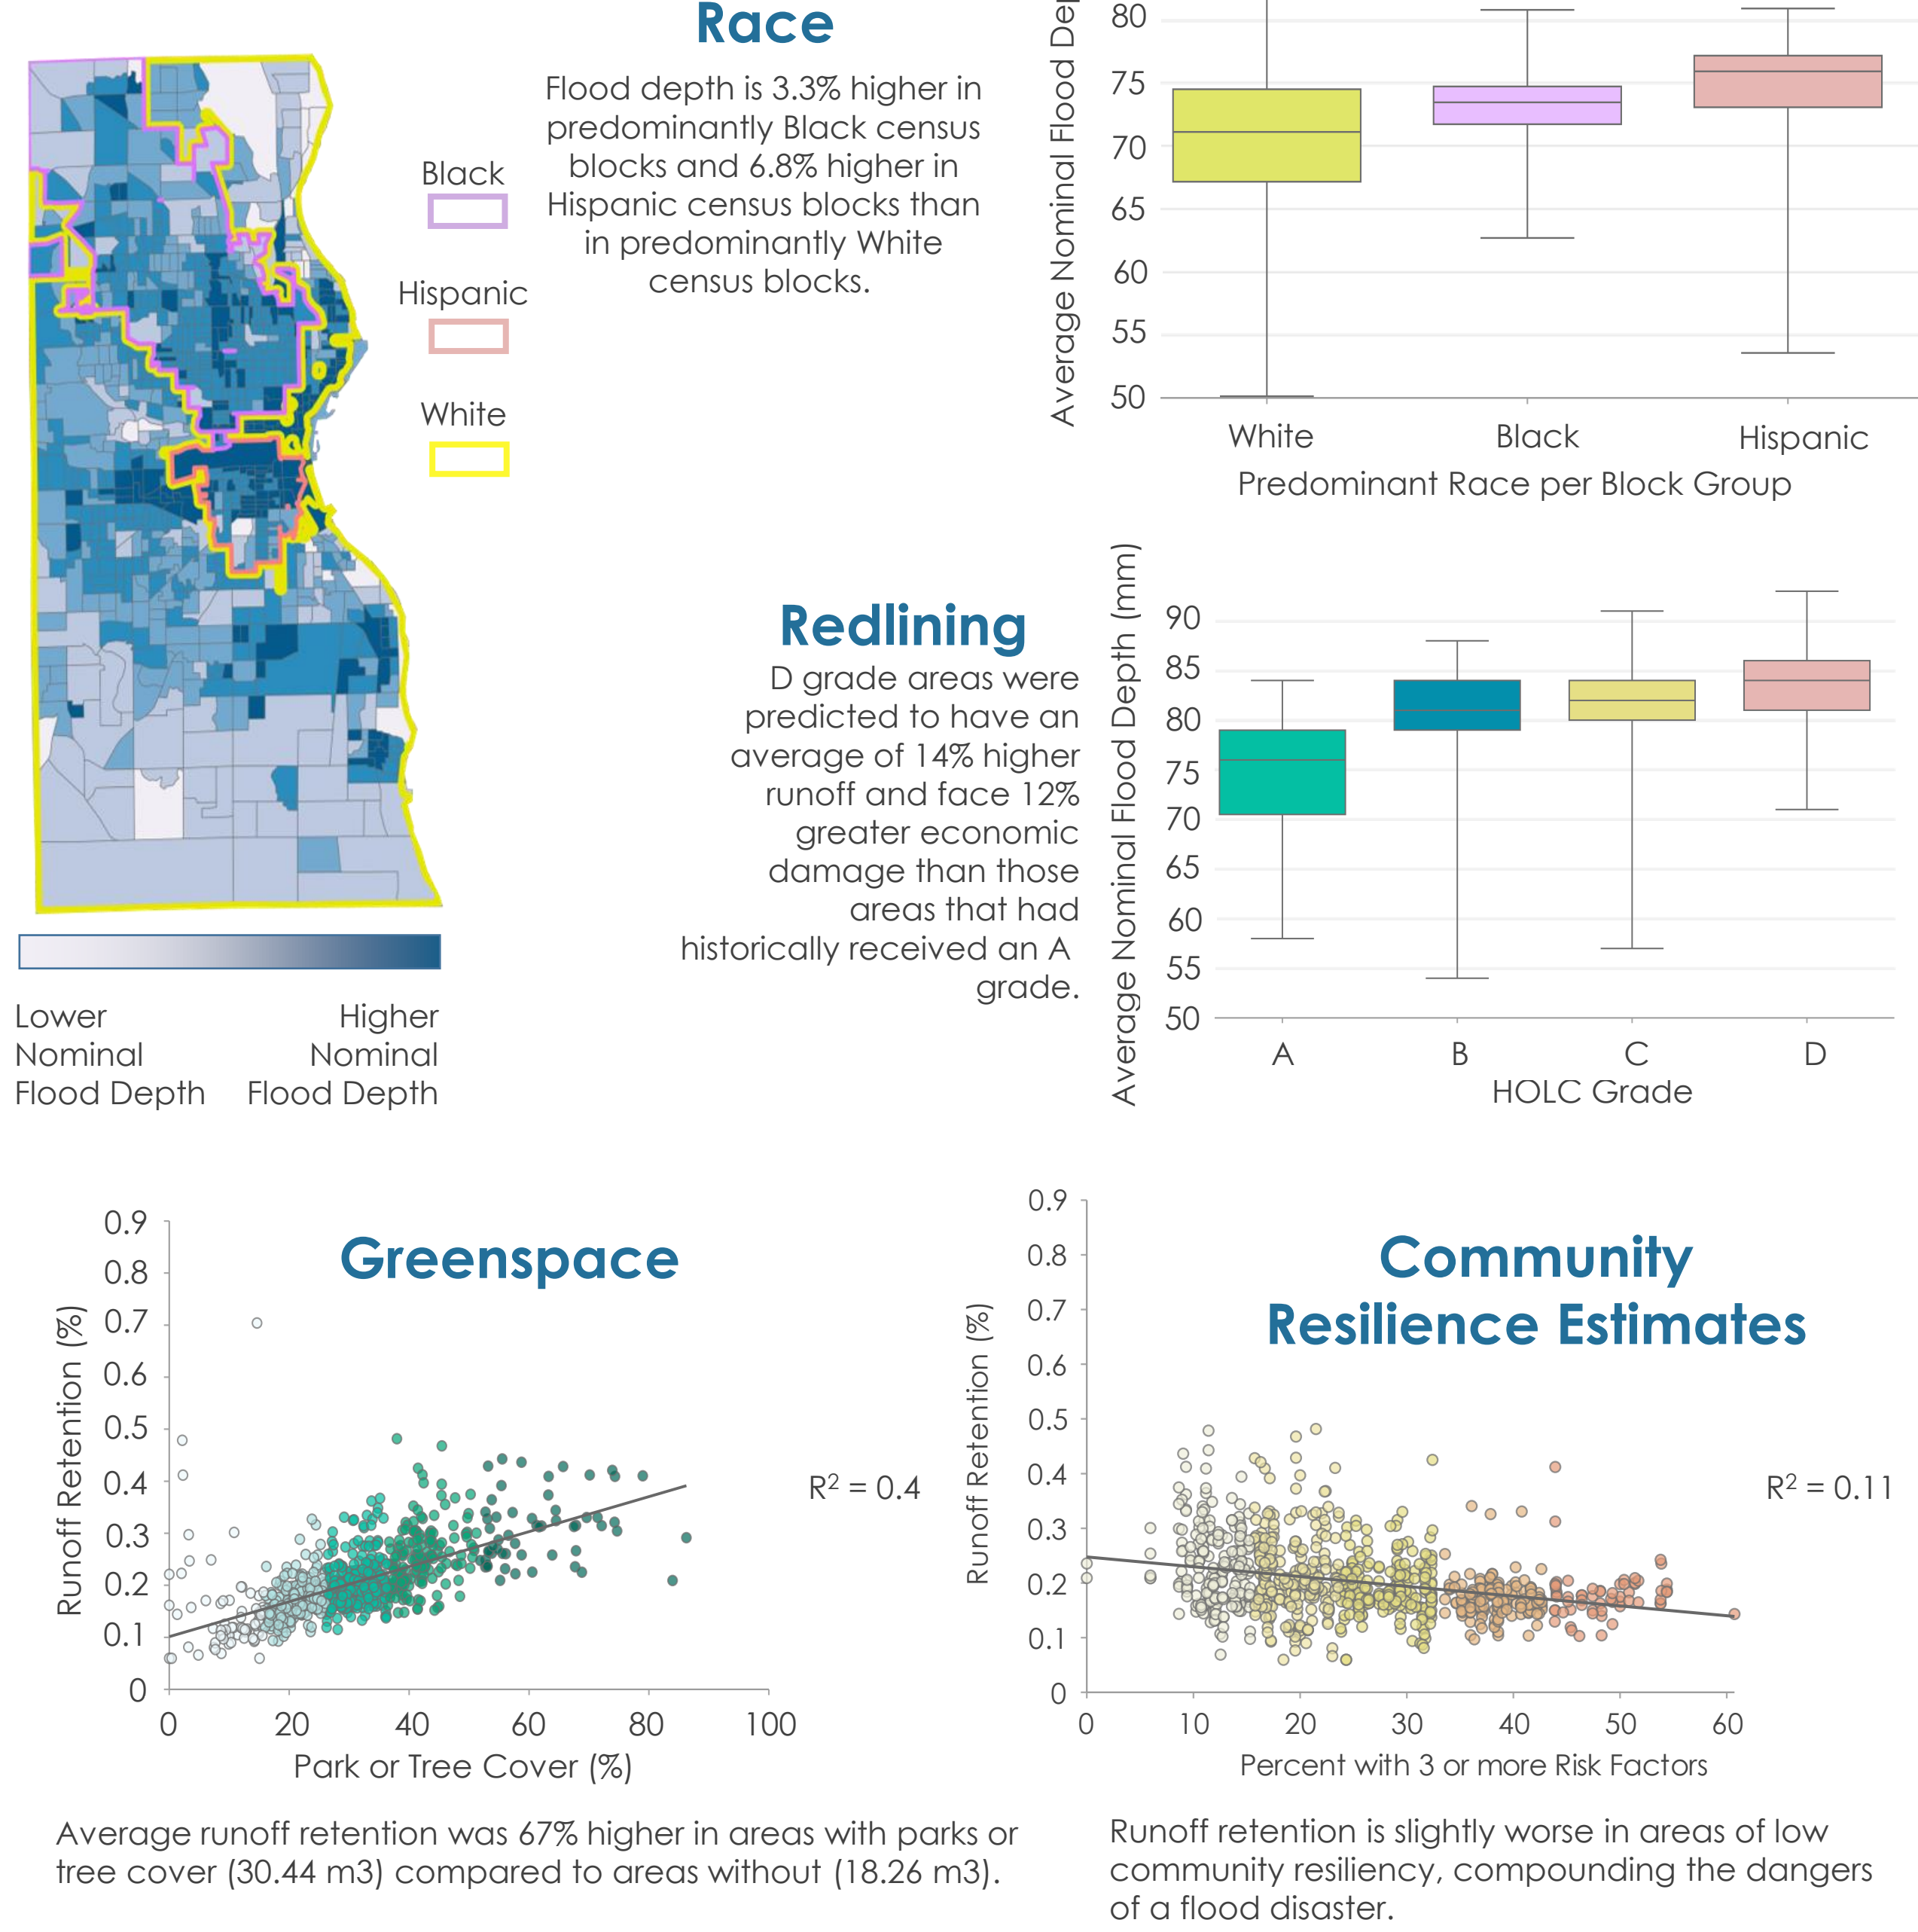 Race
Flood depth is 3.3% higher in
predominantly Black census
blocks and 6.8% higher in
Hispanic census blocks than
in predominantly White
census blocks.
Black
Hispanic
White
Lower
Nominal
Flood Depth
Higher
Nominal
Flood Depth
Average Nominal Flood
80
75
70
65
60
55
50
White
Black
Hispanic
Predominant Race per Block Group
Redlining
D grade areas were
predicted to have an
average of 14% higher
runoff and face 12%
greater economic
damage than those
areas that had
historically received an A
grade.
Average Nominal Flood Depth (mm)
90
85
80
75
70
65
60
55
50
A
B
C
D
HOLC Grade
Greenspace
Runoff Retention (%)
0.9
0.8
0.7
0.6
0.5
0.4
0.3
0.2
0.1
0
0
20
40
60
80
100
Park or Tree Cover (%)
R² = 0.4
Average runoff retention was 67% higher in areas with parks or
tree cover (30.44 m3) compared to areas without (18.26 m3).
Community
Resilience Estimates
Runoff Retention (%)
0.9
0.8
0.7
0.6
0.5
0.4
0.3
0.2
0.1
0
0
10
20
30
40
50
60
Percent with 3 or more Risk Factors
R² = 0.11
Runoff retention is slightly worse in areas of low
community resiliency, compounding the dangers
of a flood disaster.